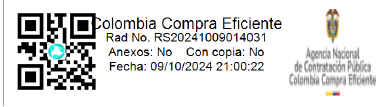 Colombia Compra Eficiente
Rad No. RS20241009014031
Anexos: No Con copia: No
Fecha: 09/10/2024 21:00:22
Agencia Nacional
de Contratación Pública
Colombia Compra Eficiente